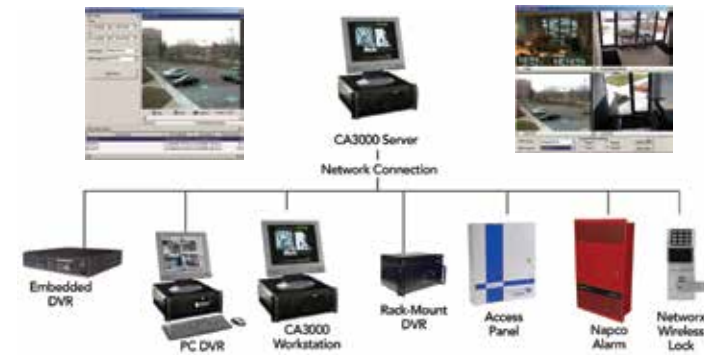 CA3000 Server
Network Connection
Embedded
DVR
PC DVR
CA3000
Workstation
Rack-Mount
DVR
Access
Panel
Napco
Alarm
Networx
Wireless
Lock